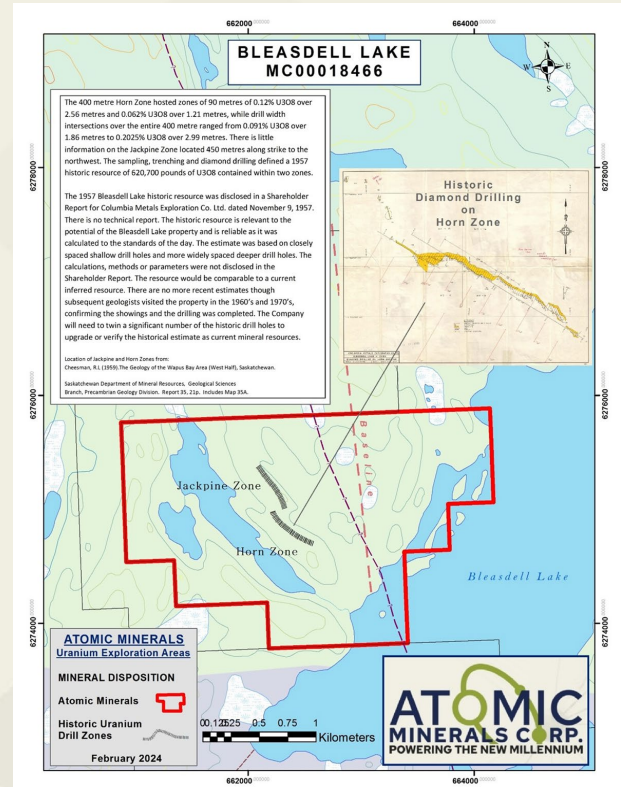 662000
664000
BLEASDELL LAKE
MC00018466
N
W E
S
The 400 metre Horn Zone hosted zones of 90 metres of 0.12% U3O8 over
2.56 metres and 0.062% U3O8 over 1.21 metres, while drill width
intersections over the entire 400 metre ranged from 0.091% U3O8 over
1.86 metres to 0.2025% U3O8 over 2.99 metres. There is little
information on the Jackpine Zone located 450 metres along strike to the
northwest. The sampling, trenching and diamond drilling defined a 1957
historic resource of 620,700 pounds of U3O8 contained within two zones.
The 1957 Bleasdell Lake historic resource was disclosed in a Shareholder
Report for Columbia Metals Exploration Co. Ltd. dated November 9, 1957.
There is no technical report. The historic resource is relevant to the
potential of the Bleasdell Lake property and is reliable as it was
calculated to the standards of the day. The estimate was based on closely
spaced shallow drill holes and more widely spaced deeper drill holes. The
calculations, methods or parameters were not disclosed in the
Shareholder Report. The resource would be comparable to a current
inferred resource. There are no more recent estimates though
subsequent geologists visited the property in the 1960's and 1970's,
confirming the showings and the drilling was completed. The Company
will need to twin a significant number of the historic drill holes to
upgrade or verify the historical estimate as current mineral resources.
Location of Jackpine and Horn Zones from:
Cheesman, R.L (1959).The Geology of the Wapus Bay Area (West Half), Saskatchewan.
Saskatchewan Department of Mineral Resources, Geological Sciences
Branch, Precambrian Geology Division. Report 35, 21p. Includes Map 35A.
Historic
Diamond Drilling
on
Horn Zone
6278000
6278000
6276000
6276000
Baseline
Jackpine Zone
Horn Zone
Bleasdell Lake
6274000
6274000
ATOMIC MINERALS
Uranium Exploration Areas
MINERAL DISPOSITION
Atomic Minerals
Historic Uranium
Drill Zones
February 2024
0 0.125 0.25 0.5 0.75 1
Kilometers
ATOMIC
MINERALS CORP.
POWERING THE NEW MILLENNIUM
662000
664000